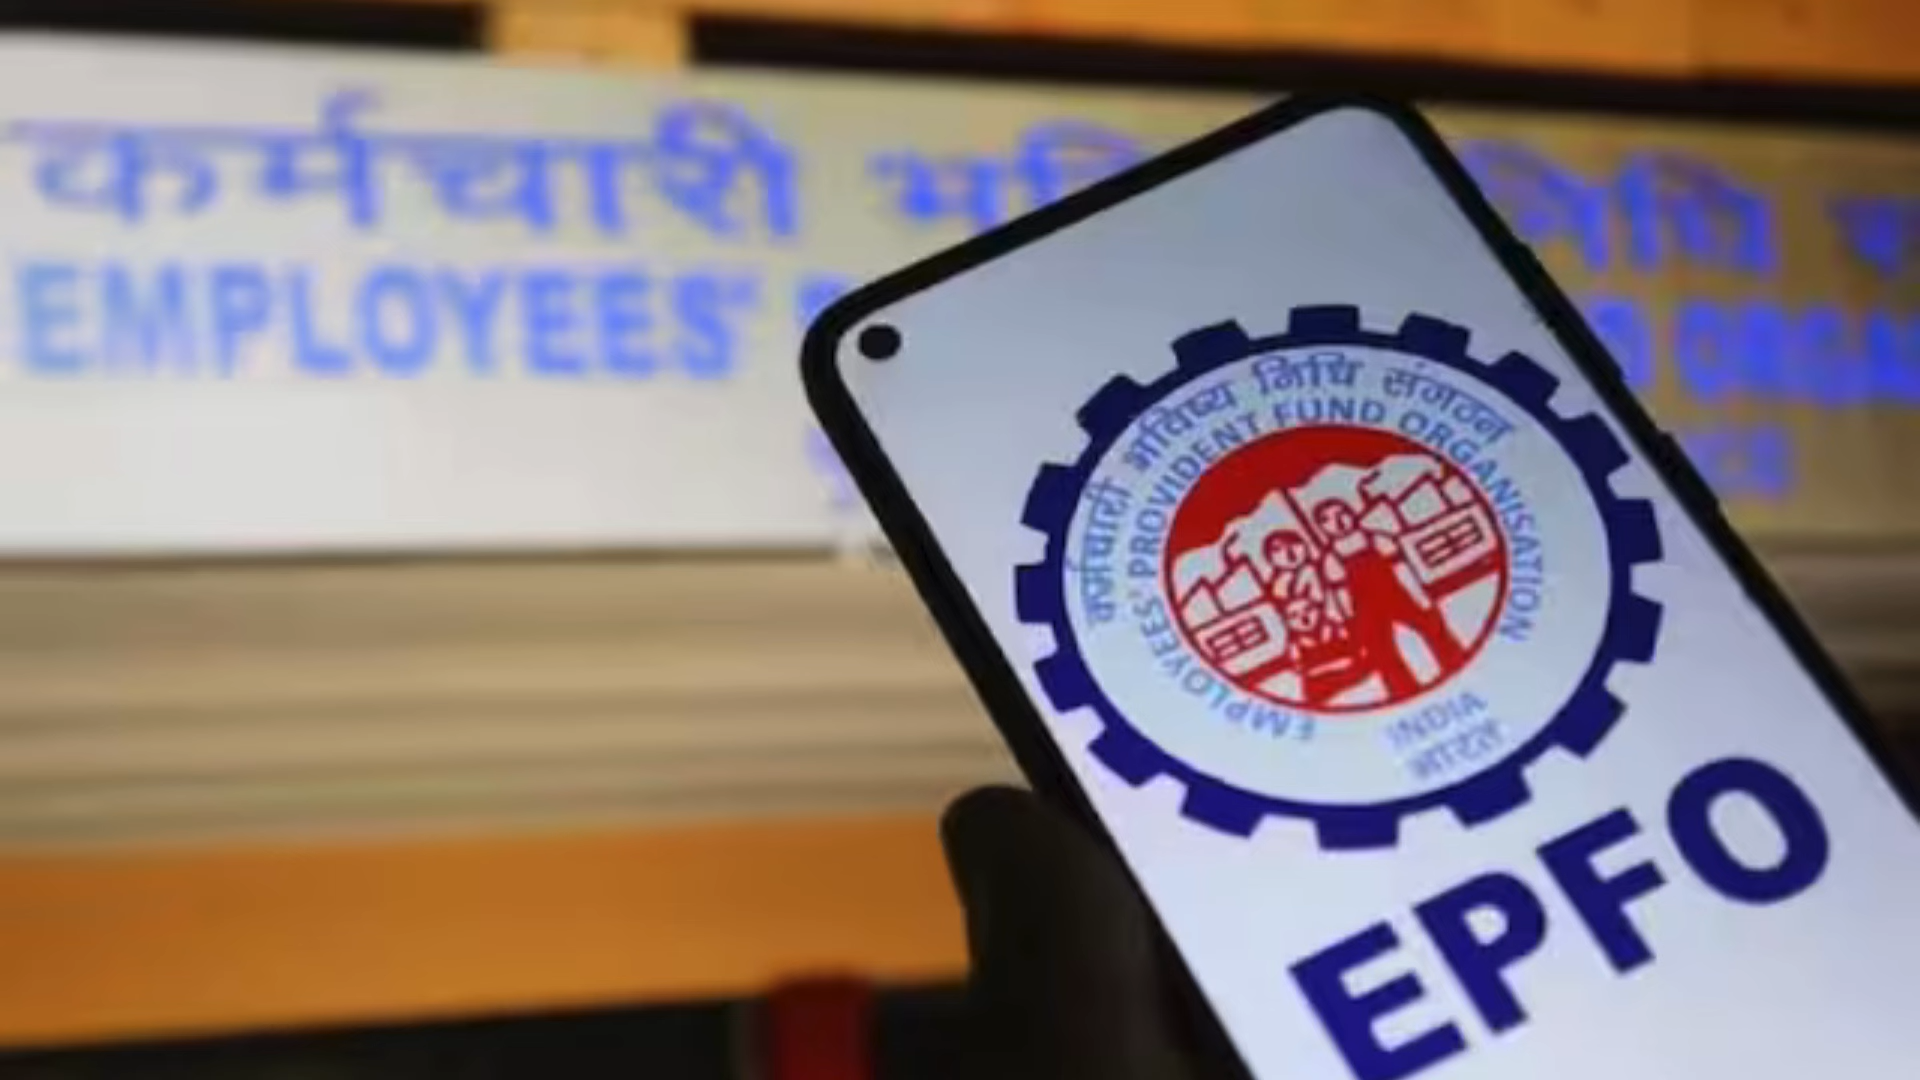 कर्मचारी
EMPLOYEES'
कर्मचारी भविष्य निधि संगठन
EMPLOYEES' PROVIDENT FUND ORGANISATION
INDIA
भारत
EPFO